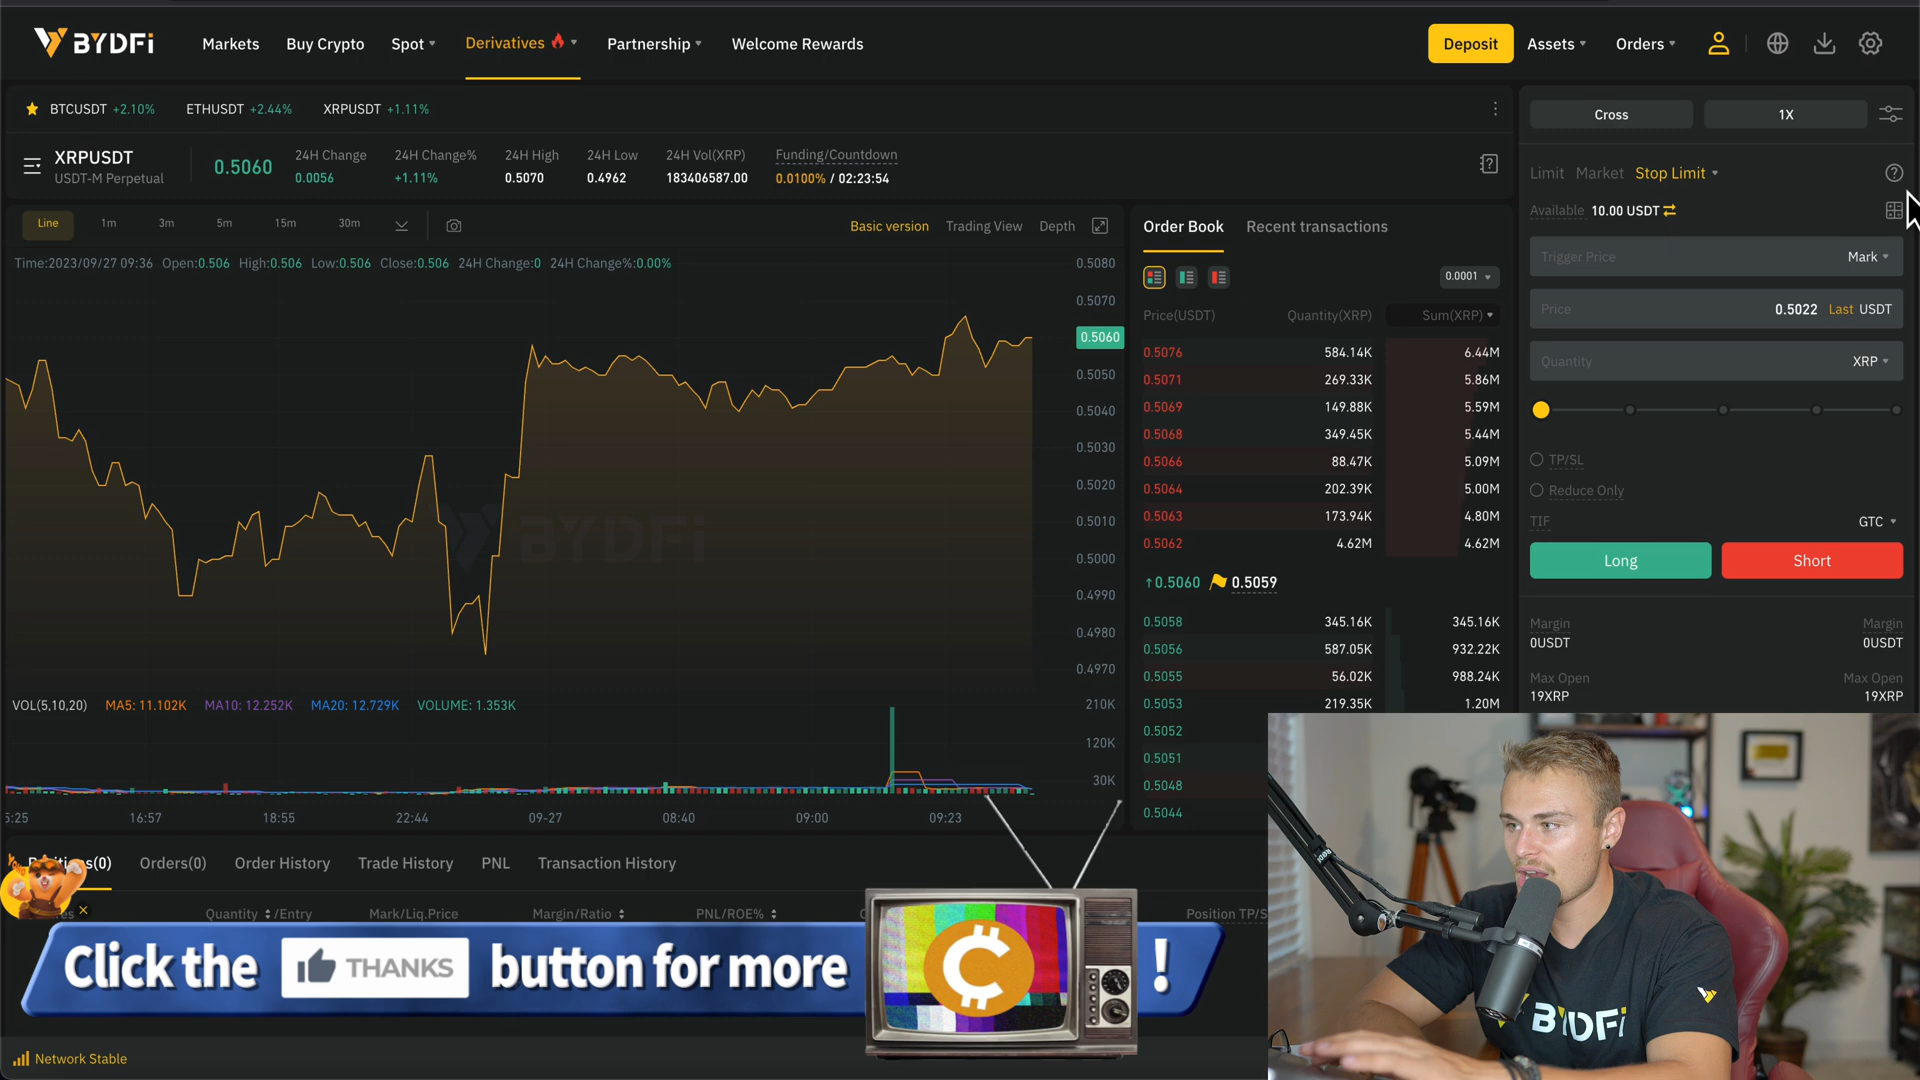 BYDFi
Markets
Buy Crypto
Spot
Derivatives
Partnership
Welcome Rewards
Deposit
Assets
Orders
BTCUSDT +2.10%
ETHUSDT +2.44%
XRPUSDT +1.11%
XRPUSDT
USDT-M Perpetual
0.5060
24H Change
0.0056
24H Change%
+1.11%
24H High
0.5070
24H Low
0.4962
24H Vol(XRP)
183406587.00
Funding/Countdown
0.0100% / 02:23:54
Line
1m
3m
5m
15m
30m
Basic version
Trading View
Depth
Time:2023/09/27 09:36 Open:0.506 High:0.506 Low:0.506 Close:0.506 24H Change:0 24H Change%:0.00%
0.5080
0.5070
0.5060
0.5050
0.5040
0.5030
0.5020
0.5010
0.5000
0.4990
0.4980
0.4970
BYDFi
VOL(5,10,20) MA5: 11.102K MA10: 12.252K MA20: 12.729K VOLUME: 1.353K
210K
120K
30K
16:57
18:55
22:44
09-27
08:40
09:00
09:23
Order Book
Recent transactions
0.0001
Price(USDT) Quantity(XRP) Sum(XRP)
0.5076 584.14K 6.44M
0.5071 269.33K 5.86M
0.5069 149.88K 5.59M
0.5068 349.45K 5.44M
0.5066 88.47K 5.09M
0.5064 202.39K 5.00M
0.5063 173.94K 4.80M
0.5062 4.62M 4.62M
↑0.5060 0.5059
0.5058 345.16K 345.16K
0.5056 587.05K 932.22K
0.5055 56.02K 988.24K
0.5053 219.35K 1.20M
0.5052
0.5051
0.5048
0.5044
Cross
1X
Limit Market Stop Limit
Available 10.00 USDT
Trigger Price Mark
Price 0.5022 Last USDT
Quantity XRP
TP/SL
Reduce Only
TIF GTC
Long
Short
Margin
0USDT
Margin
0USDT
Max Open
19XRP
Max Open
19XRP
Orders(0)
Order History
Trade History
PNL
Transaction History
Quantity /Entry
Mark/Liq.Price
Margin/Ratio
PNL/ROE%
Position TP/S
Click the THANKS button for more !
Network Stable
BYDFi